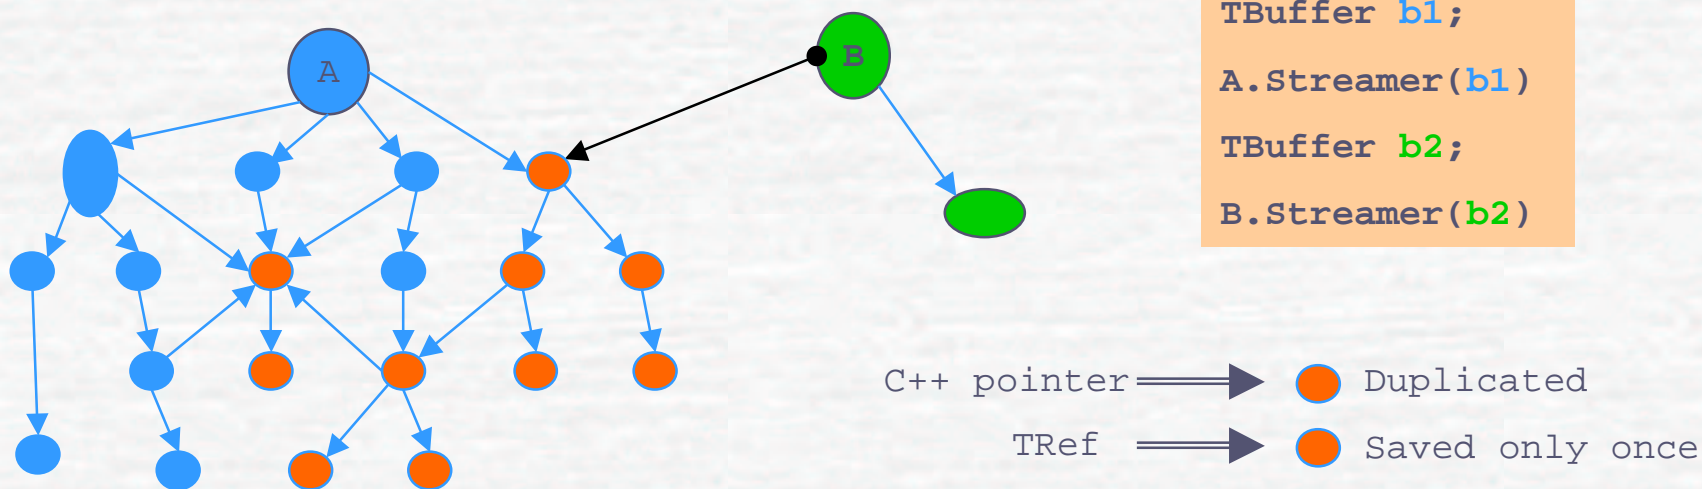 A
B
TBuffer b1;
A.Streamer(b1)
TBuffer b2;
B.Streamer(b2)
C++ pointer
Duplicated
TRef
Saved only once